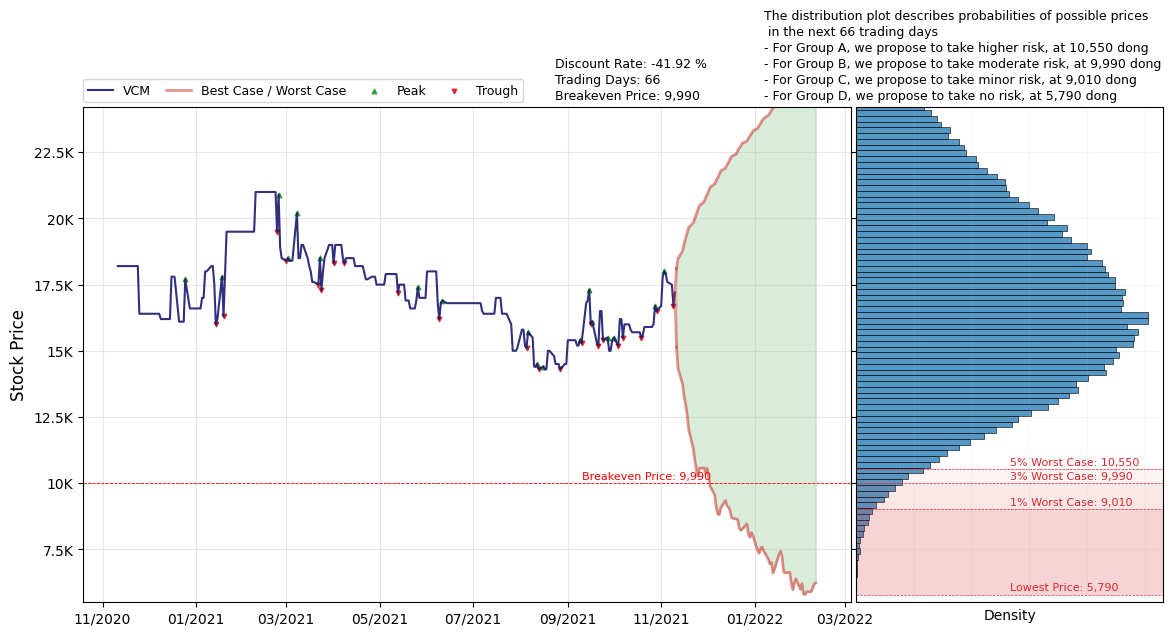 The distribution plot describes probabilities of possible prices
in the next 66 trading days
- For Group A, we propose to take higher risk, at 10,550 dong
- For Group B, we propose to take moderate risk, at 9,990 dong
- For Group C, we propose to take minor risk, at 9,010 dong
- For Group D, we propose to take no risk, at 5,790 dong
Discount Rate: -41.92 %
Trading Days: 66
Breakeven Price: 9,990
VCM
Best Case / Worst Case
Peak
Trough
Stock Price
22.5K
20K
17.5K
15K
12.5K
10K
7.5K
Breakeven Price: 9,990
5% Worst Case: 10,550
3% Worst Case: 9,990
1% Worst Case: 9,010
Lowest Price: 5,790
11/2020
01/2021
03/2021
05/2021
07/2021
09/2021
11/2021
01/2022
03/2022
Density